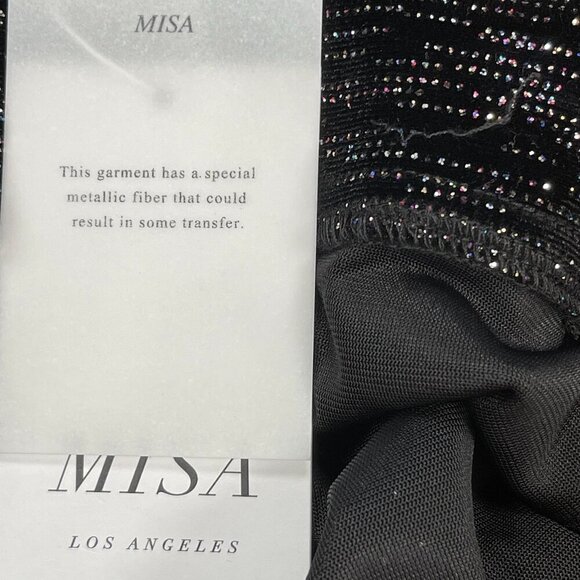 MISA
This garment has a special
metallic fiber that could
result in some transfer.
MISA
LOS ANGELES